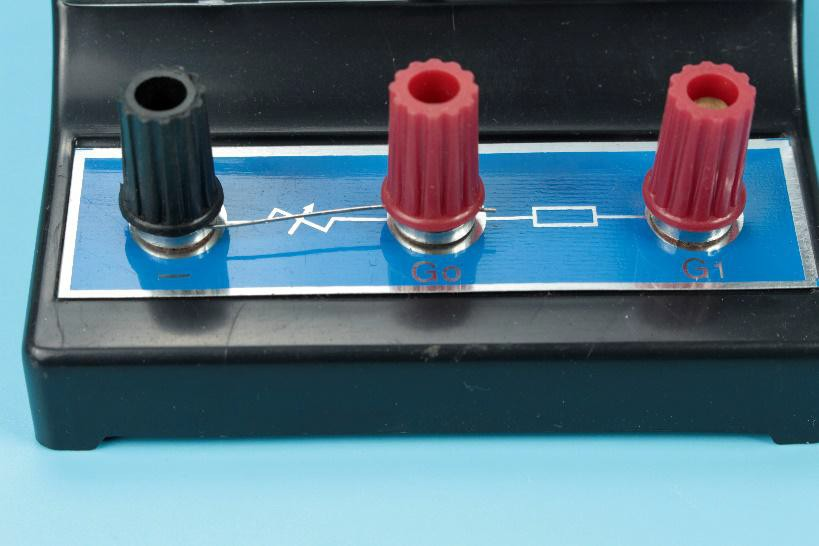 — G₀ G₁